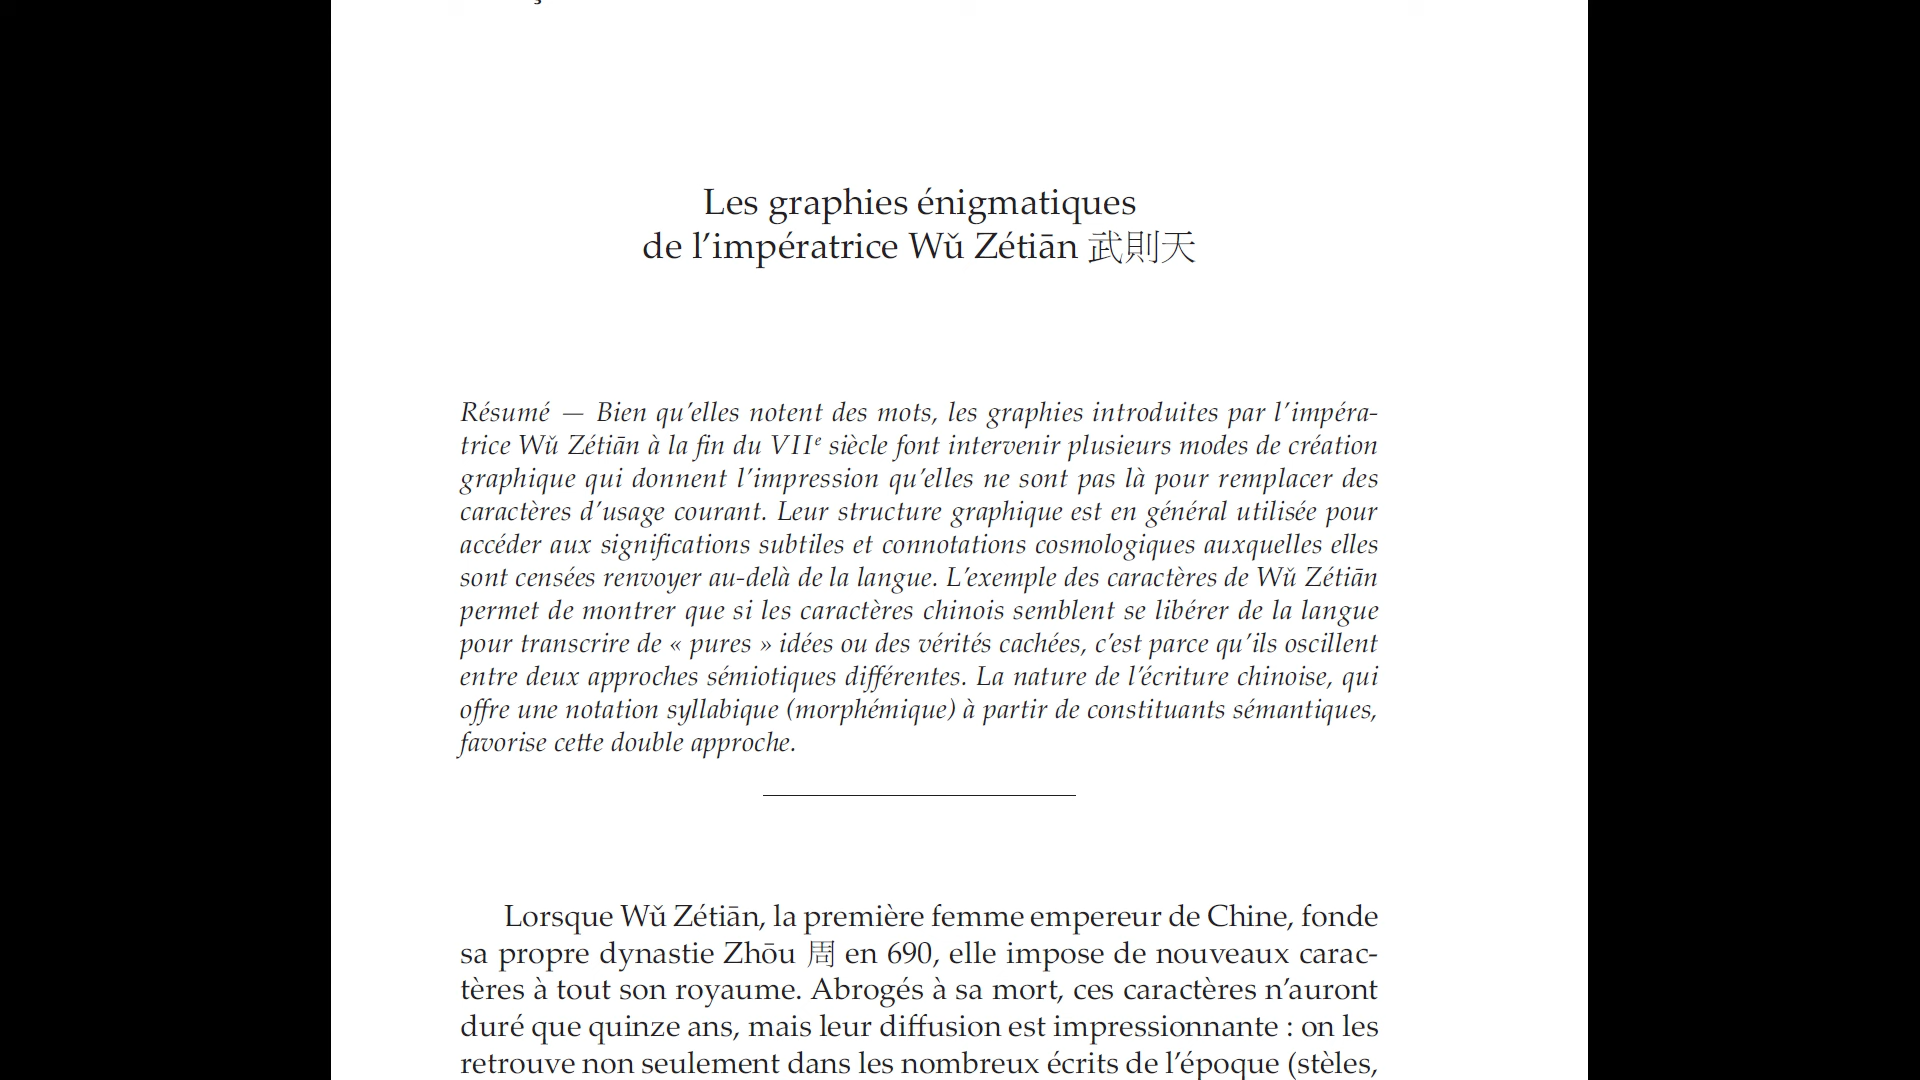 Les graphies énigmatiques
de l’impératrice Wǔ Zétiān 武則天
Résumé — Bien qu’elles notent des mots, les graphies introduites par l’impéra-
trice Wǔ Zétiān à la fin du VIIᵉ siècle font intervenir plusieurs modes de création
graphique qui donnent l’impression qu’elles ne sont pas là pour remplacer des
caractères d’usage courant. Leur structure graphique est en général utilisée pour
accéder aux significations subtiles et connotations cosmologiques auxquelles elles
sont censées renvoyer au-delà de la langue. L’exemple des caractères de Wǔ Zétiān
permet de montrer que si les caractères chinois semblent se libérer de la langue
pour transcrire de « pures » idées ou des vérités cachées, c’est parce qu’ils oscillent
entre deux approches sémiotiques différentes. La nature de l’écriture chinoise, qui
offre une notation syllabique (morphémique) à partir de constituants sémantiques,
favorise cette double approche.
Lorsque Wǔ Zétiān, la première femme empereur de Chine, fonde
sa propre dynastie Zhōu 周 en 690, elle impose de nouveaux carac-
tères à tout son royaume. Abrogés à sa mort, ces caractères n’auront
duré que quinze ans, mais leur diffusion est impressionnante : on les
retrouve non seulement dans les nombreux écrits de l’époque (stèles,